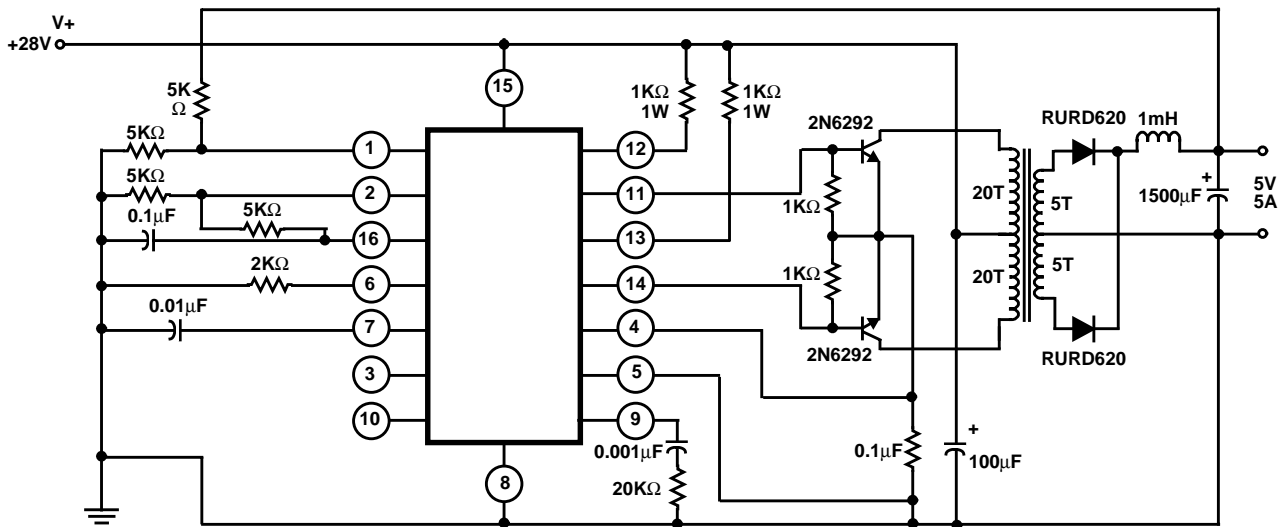 V+
+28V
5K
Ω
15
1KΩ
1W
1KΩ
1W
2N6292
RURD620
1mH
5KΩ
1
12
5KΩ
2
11
20T
5T
1500μF
+
5V
5A
0.1μF
5KΩ
16
13
1KΩ
2KΩ
6
14
1KΩ
20T
5T
0.01μF
7
4
2N6292
RURD620
3
5
10
9
0.001μF
0.1μF
+
100μF
8
20KΩ